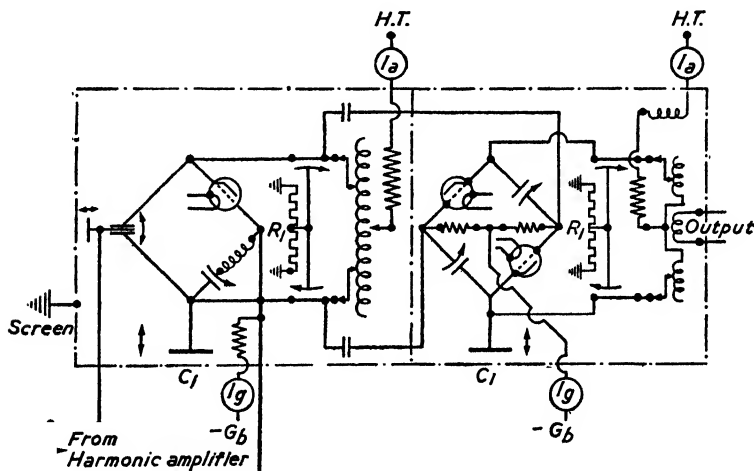 H.T.
H.T.
Ia
Ia
R1
R1
Output
Screen
C1
C1
Ig
Ig
-Gb
-Gb
From
Harmonic amplifier